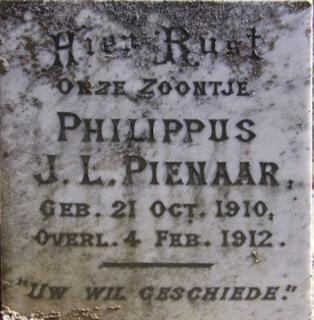 Hier Rust
ONZE ZOONTJE
PHILIPPUS
J. L. PIENAAR,
GEB. 21 OCT. 1910,
OVERL. 4 FEB. 1912.
"UW WIL GESCHIEDE."